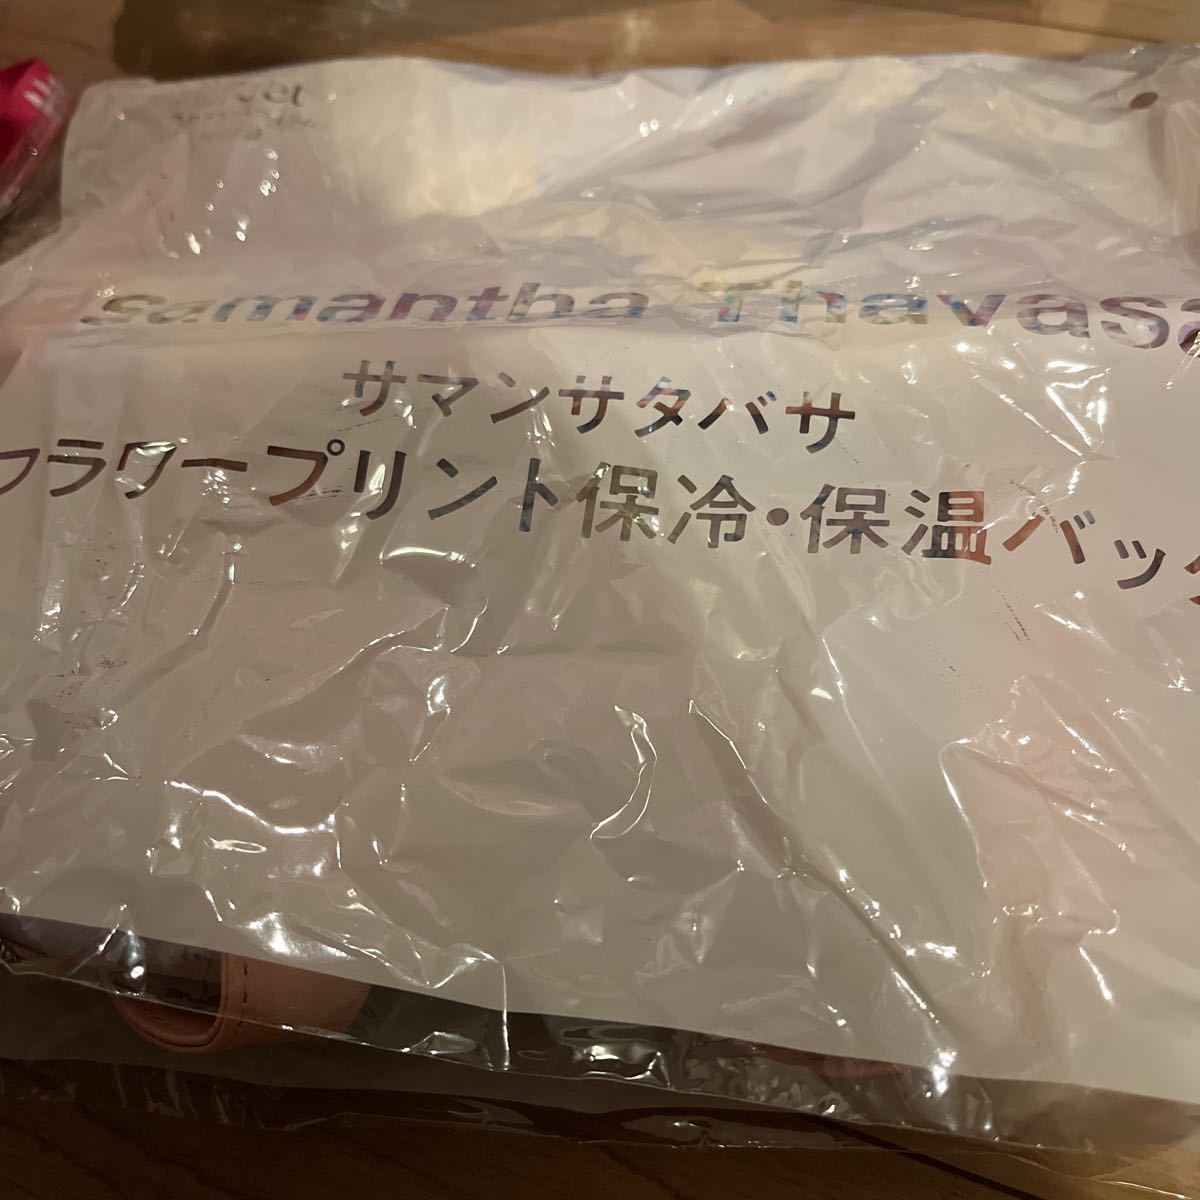 Samantha Thavasa
サマンサタバサ
フラワープリント保冷・保温バッグ